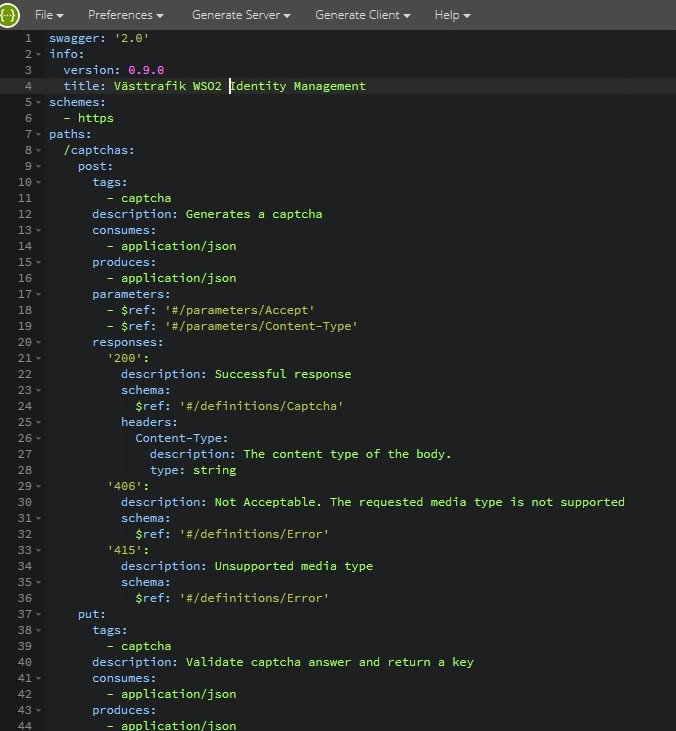 {··} File Preferences Generate Server Generate Client Help
1 swagger: '2.0'
2 info:
3 version: 0.9.0
4 title: Västtrafik WSO2 Identity Management
5 schemes:
6 - https
7 paths:
8 /captchas:
9 post:
10 tags:
11 - captcha
12 description: Generates a captcha
13 consumes:
14 - application/json
15 produces:
16 - application/json
17 parameters:
18 - $ref: '#/parameters/Accept'
19 - $ref: '#/parameters/Content-Type'
20 responses:
21 '200':
22 description: Successful response
23 schema:
24 $ref: '#/definitions/Captcha'
25 headers:
26 Content-Type:
27 description: The content type of the body.
28 type: string
29 '406':
30 description: Not Acceptable. The requested media type is not supported
31 schema:
32 $ref: '#/definitions/Error'
33 '415':
34 description: Unsupported media type
35 schema:
36 $ref: '#/definitions/Error'
37 put:
38 tags:
39 - captcha
40 description: Validate captcha answer and return a key
41 consumes:
42 - application/json
43 produces:
44 - application/json